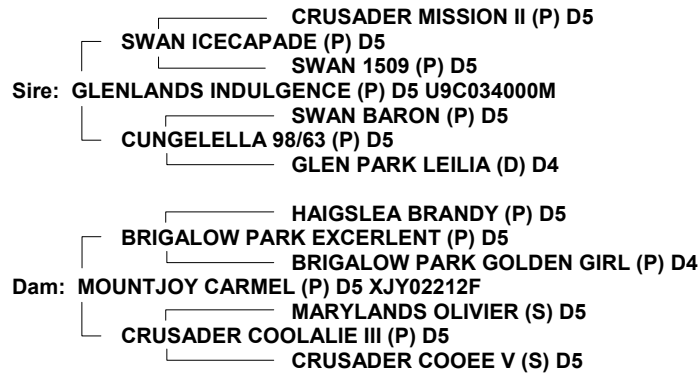 CRUSADER MISSION II (P) D5
SWAN ICECAPADE (P) D5
SWAN 1509 (P) D5
Sire: GLENLANDS INDULGENCE (P) D5 U9C034000M
SWAN BARON (P) D5
CUNGELELLA 98/63 (P) D5
GLEN PARK LEILIA (D) D4
HAIGSLEA BRANDY (P) D5
BRIGALOW PARK EXCERLENT (P) D5
BRIGALOW PARK GOLDEN GIRL (P) D4
Dam: MOUNTJOY CARMEL (P) D5 XJY02212F
MARYLANDS OLIVIER (S) D5
CRUSADER COOLALIE III (P) D5
CRUSADER COOEE V (S) D5